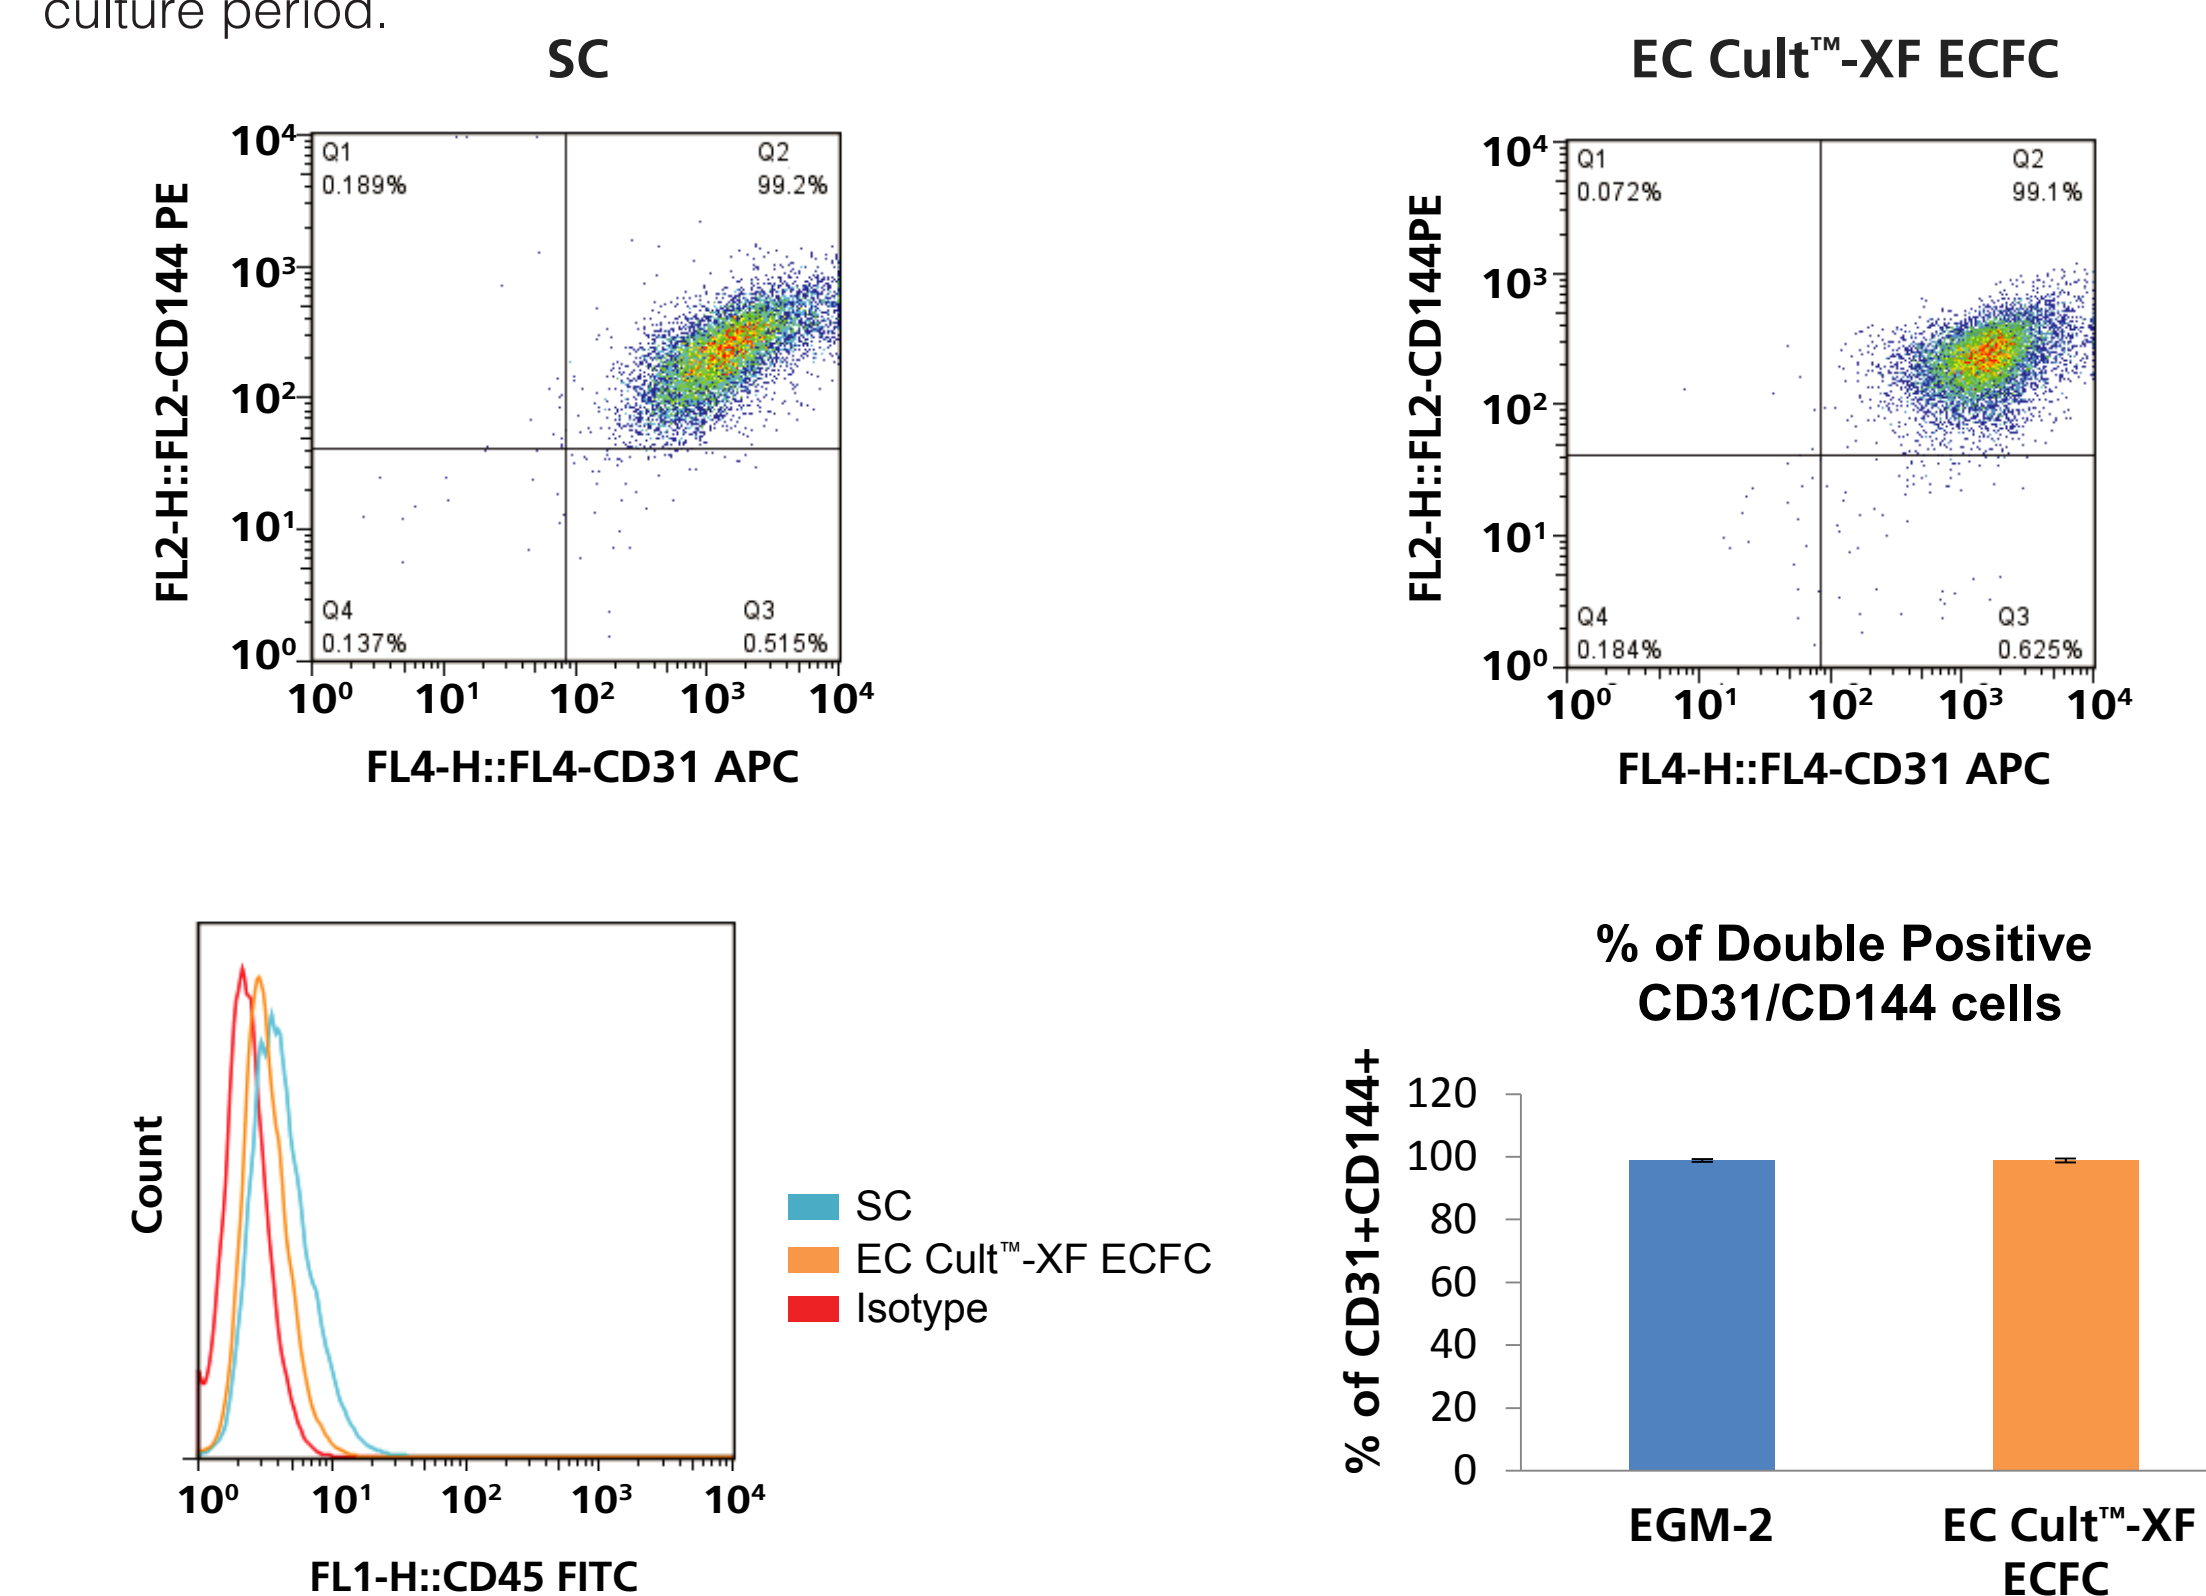 culture period.
SC
10⁴
10³
10²
10¹
10⁰
FL2-H::FL2-CD144 PE
Q1
0.189%
Q2
99.2%
Q4
0.137%
Q3
0.515%
10⁰ 10¹ 10² 10³ 10⁴
FL4-H::FL4-CD31 APC
EC Cult™-XF ECFC
10⁴
10³
10²
10¹
10⁰
FL2-H::FL2-CD144PE
Q1
0.072%
Q2
99.1%
Q4
0.184%
Q3
0.625%
10⁰ 10¹ 10² 10³ 10⁴
FL4-H::FL4-CD31 APC
Count
10⁰ 10¹ 10² 10³ 10⁴
FL1-H::CD45 FITC
SC
EC Cult™-XF ECFC
Isotype
% of Double Positive
CD31/CD144 cells
% of CD31+CD144+
120
100
80
60
40
20
0
EGM-2
EC Cult™-XF
ECFC